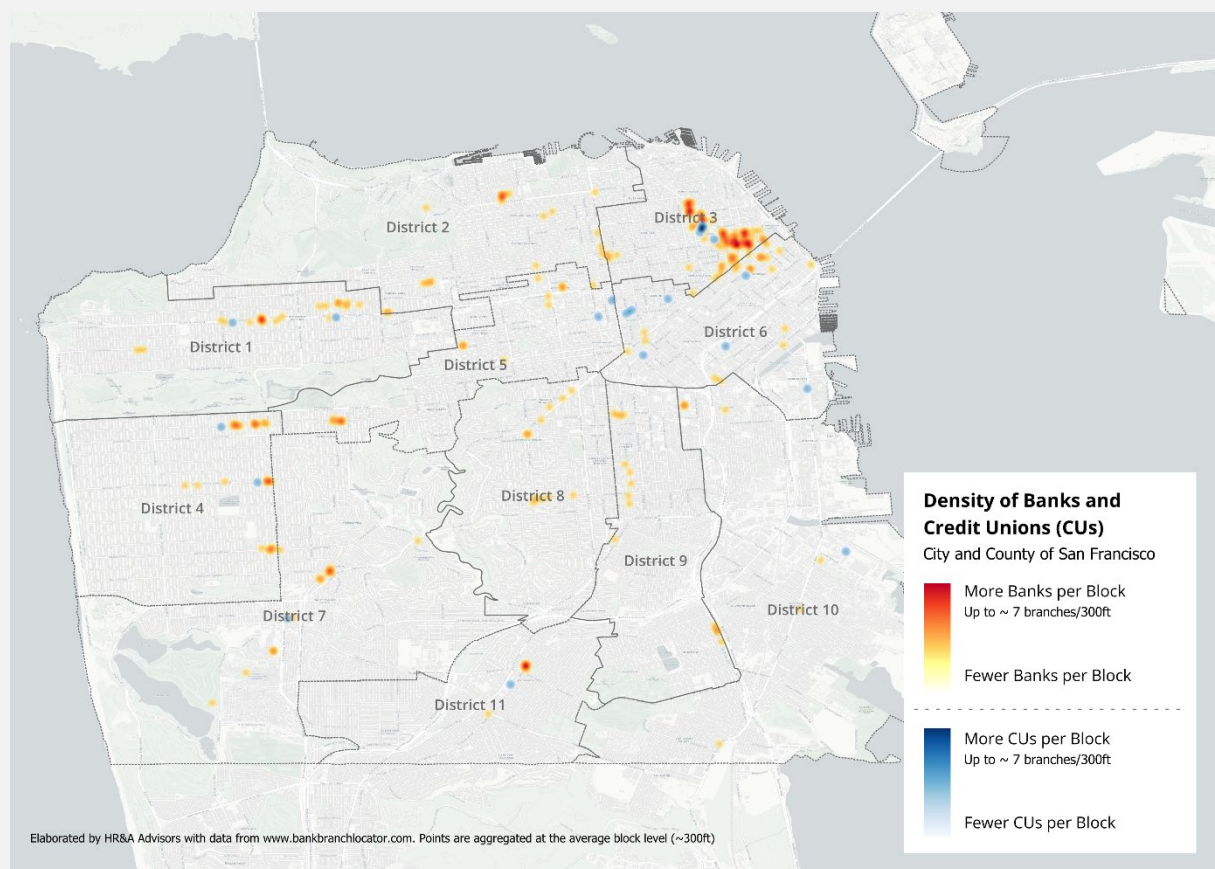 District 2
District 3
District 1
District 6
District 5
District 4
District 8
District 9
District 7
District 10
District 11
Density of Banks and
Credit Unions (CUs)
City and County of San Francisco
More Banks per Block
Up to ~ 7 branches/300ft
Fewer Banks per Block
More CUs per Block
Up to ~ 7 branches/300ft
Fewer CUs per Block
Elaborated by HR&A Advisors with data from www.bankbranchlocator.com. Points are aggregated at the average block level (~300ft)